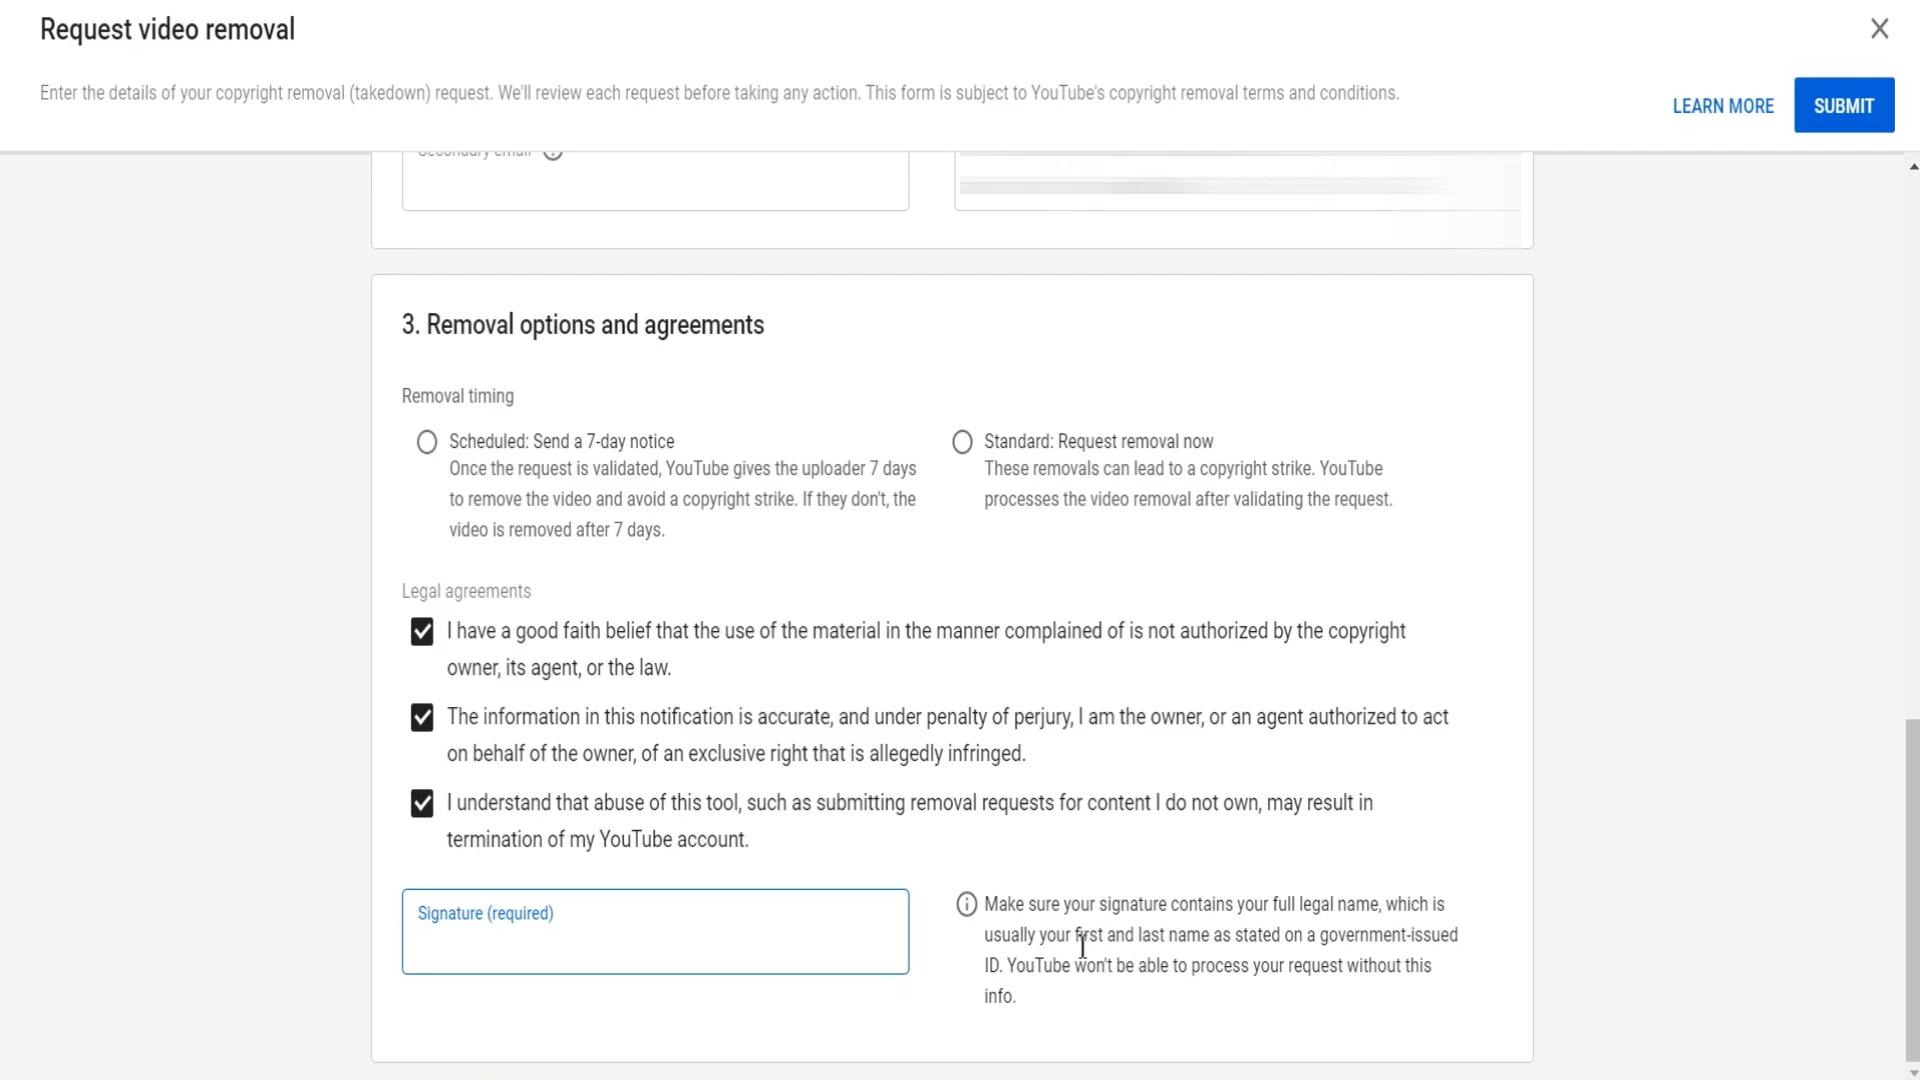 Request video removal
Enter the details of your copyright removal (takedown) request. We'll review each request before taking any action. This form is subject to YouTube's copyright removal terms and conditions.
LEARN MORE
SUBMIT
Secondary email
3. Removal options and agreements
Removal timing
Scheduled: Send a 7-day notice
Once the request is validated, YouTube gives the uploader 7 days
to remove the video and avoid a copyright strike. If they don't, the
video is removed after 7 days.
Standard: Request removal now
These removals can lead to a copyright strike. YouTube
processes the video removal after validating the request.
Legal agreements
I have a good faith belief that the use of the material in the manner complained of is not authorized by the copyright
owner, its agent, or the law.
The information in this notification is accurate, and under penalty of perjury, I am the owner, or an agent authorized to act
on behalf of the owner, of an exclusive right that is allegedly infringed.
I understand that abuse of this tool, such as submitting removal requests for content I do not own, may result in
termination of my YouTube account.
Signature (required)
Make sure your signature contains your full legal name, which is
usually your first and last name as stated on a government-issued
ID. YouTube won't be able to process your request without this
info.